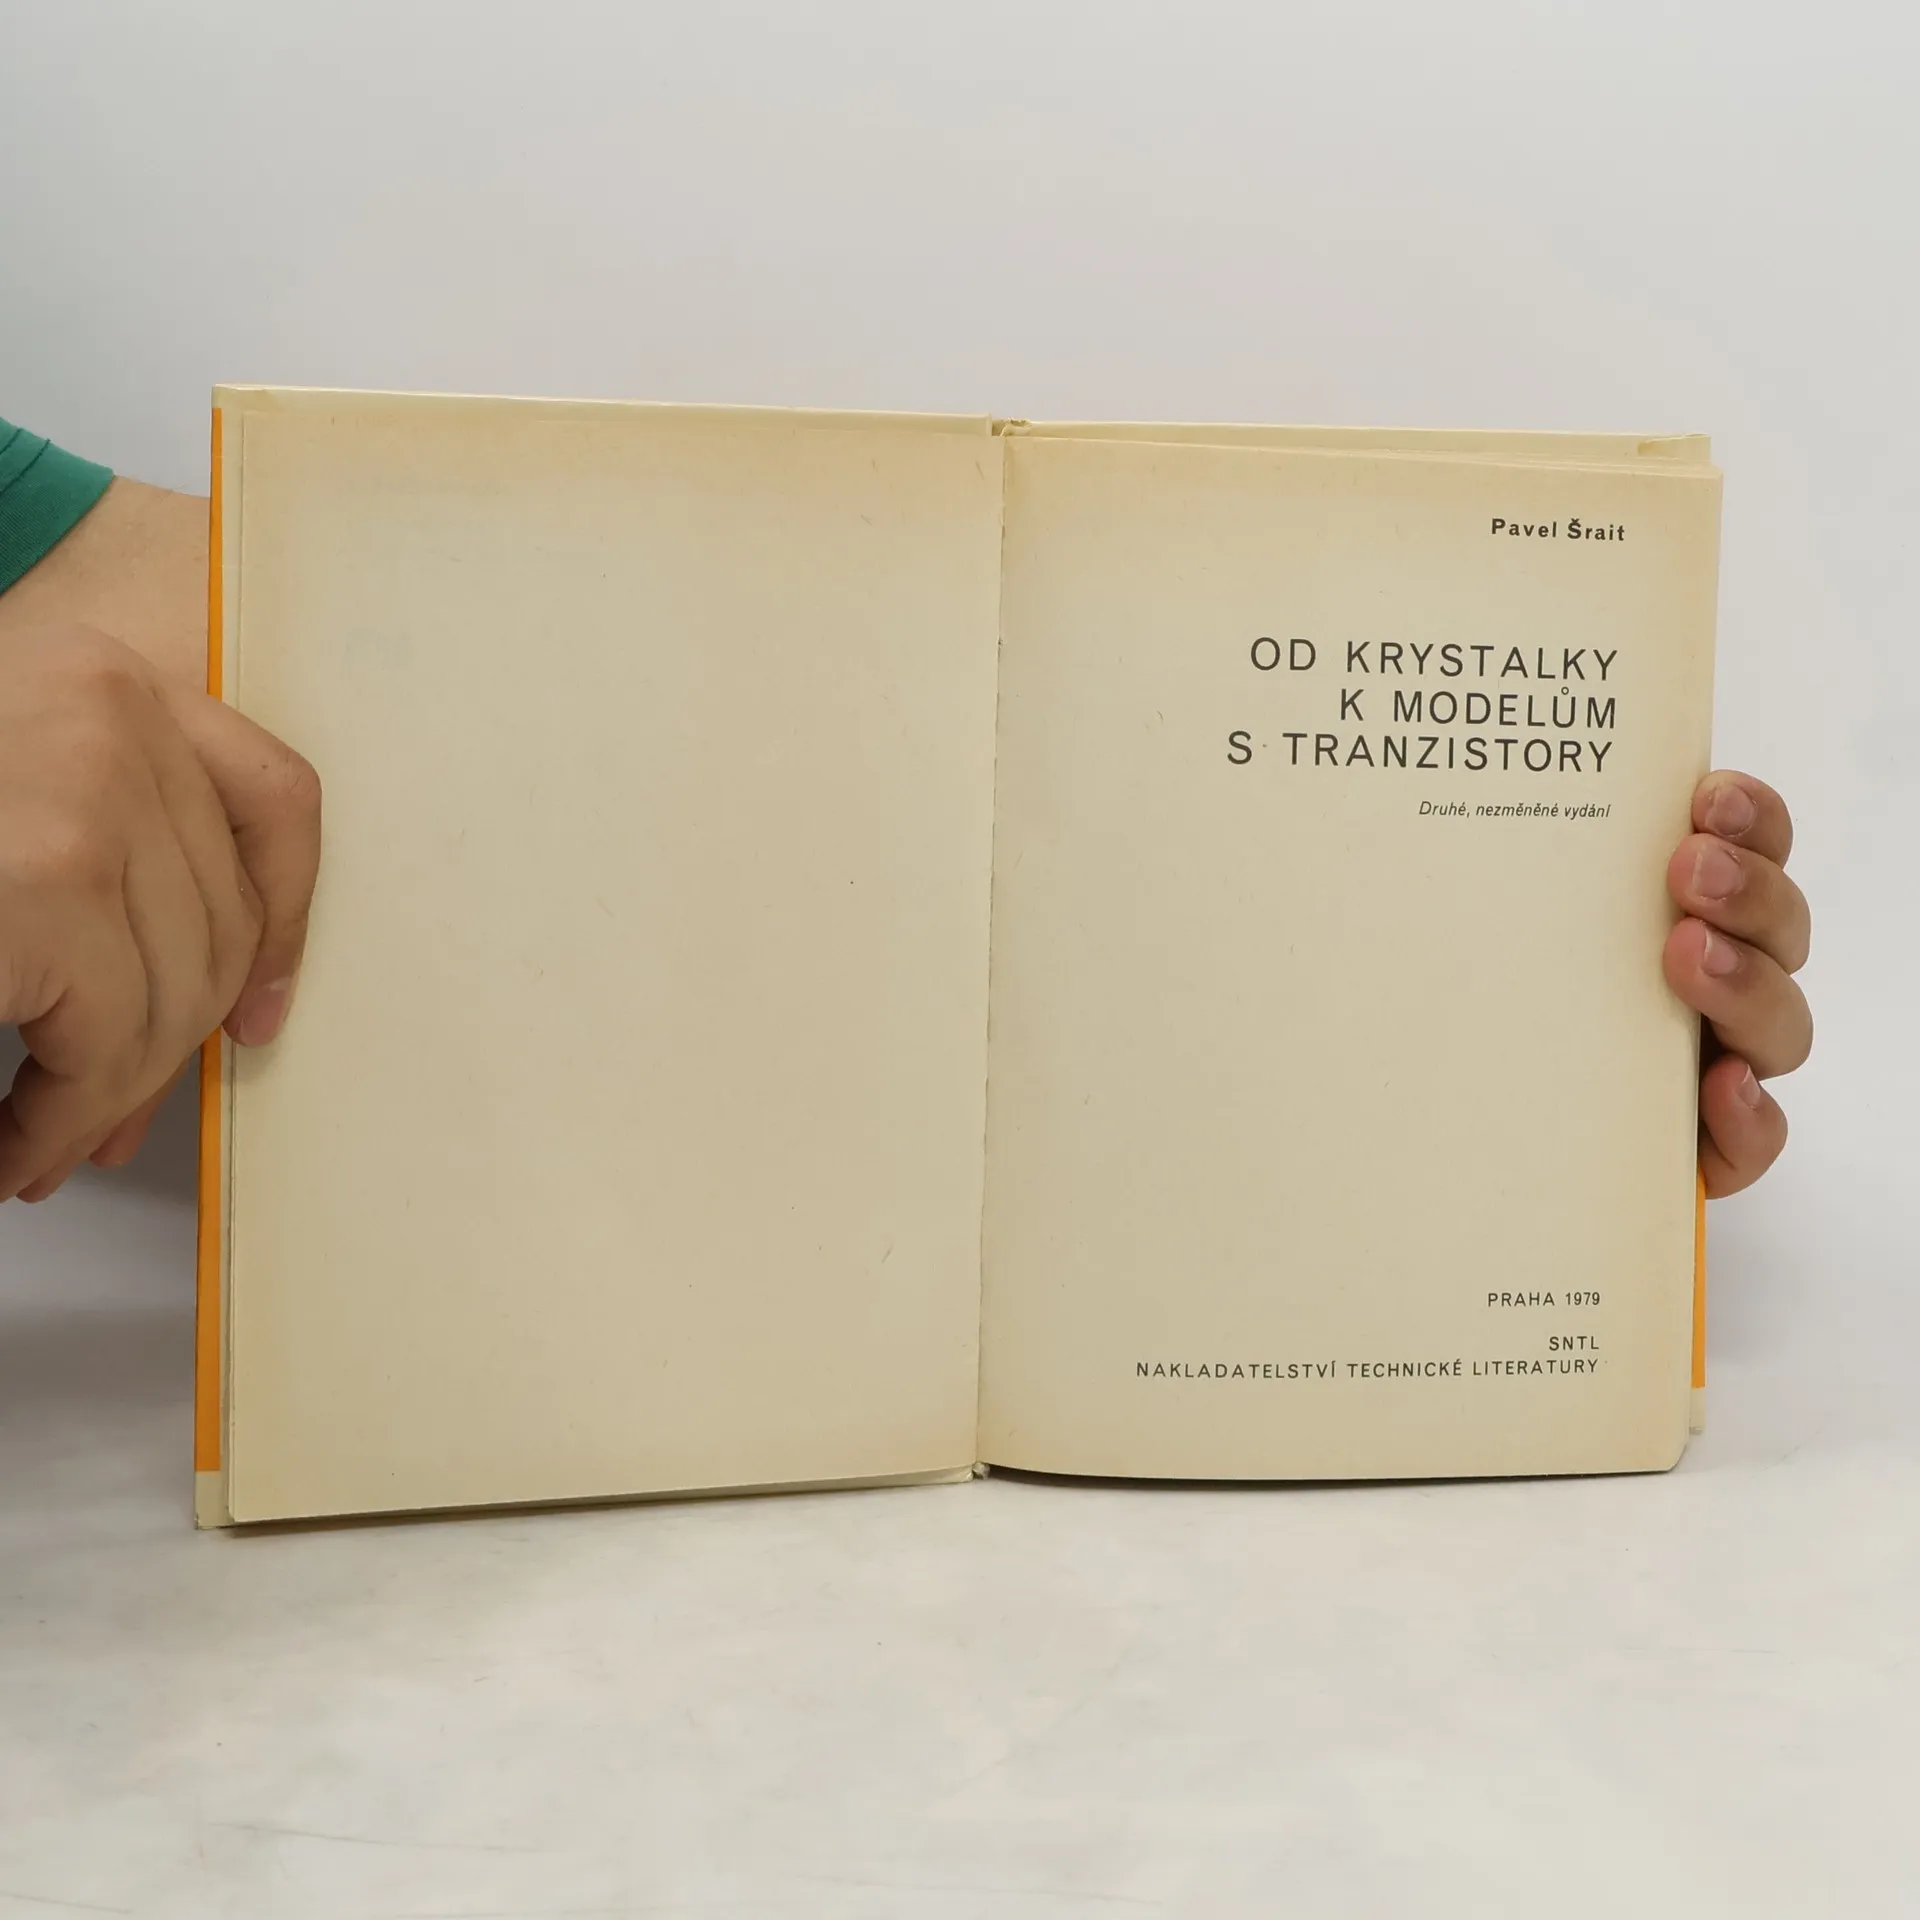 Pavel Šrait
OD KRYSTALKY
K MODELŮM
S TRANZISTORY
Druhé, nezměněné vydání
PRAHA 1979
SNTL
NAKLADATELSTVÍ TECHNICKÉ LITERATURY